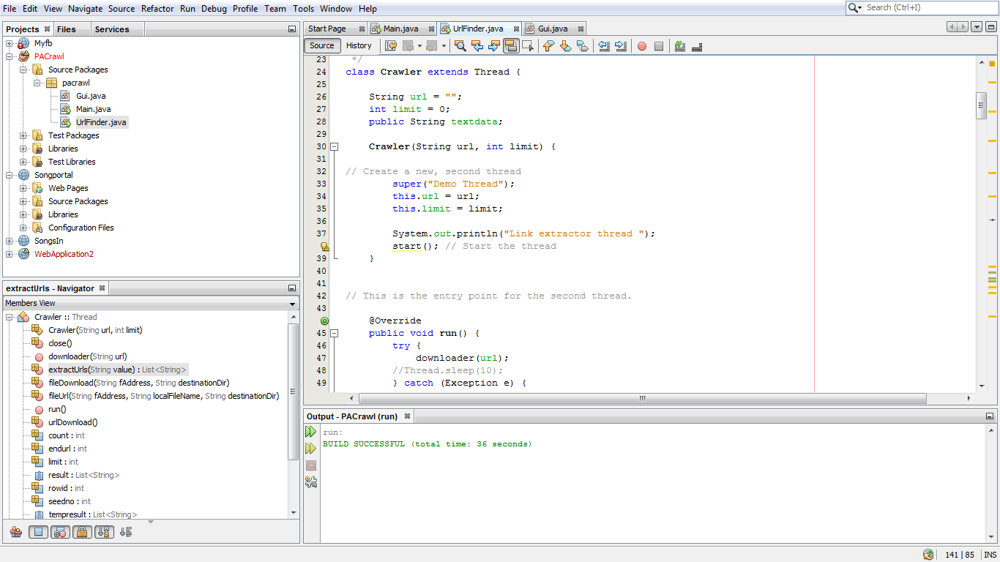 File Edit View Navigate Source Refactor Run Debug Profile Team Tools Window Help
Search (Ctrl+I)
Projects Files Services
Myfb
PACrawl
Source Packages
pacrawl
Gui.java
Main.java
UrlFinder.java
Test Packages
Libraries
Test Libraries
Songportal
Web Pages
Source Packages
Libraries
Configuration Files
SongsIn
WebApplication2
extractUrls - Navigator
Members View
Crawler :: Thread
Crawler(String url, int limit)
close()
downloader(String url)
extractUrls(String value) : List<String>
fileDownload(String fAddress, String destinationDir)
fileUrl(String fAddress, String localFileName, String destinationDir)
run()
urlDownload()
count : int
endurl : int
limit : int
result : List<String>
rowid : int
seedno : int
tempresult : List<String>
Start Page Main.java UrlFinder.java Gui.java
Source History
23 */
24 class Crawler extends Thread {
25
26 String url = "";
27 int limit = 0;
28 public String textdata;
29
30 Crawler(String url, int limit) {
31
32 // Create a new, second thread
33 super("Demo Thread");
34 this.url = url;
35 this.limit = limit;
36
37 System.out.println("Link extractor thread ");
start(); // Start the thread
39 }
40
41
42 // This is the entry point for the second thread.
43
@Override
45 public void run() {
46 try {
47 downloader(url);
48 //Thread.sleep(10);
49 } catch (Exception e) {
Output - PACrawl (run)
run:
BUILD SUCCESSFUL (total time: 36 seconds)
141 | 85 INS